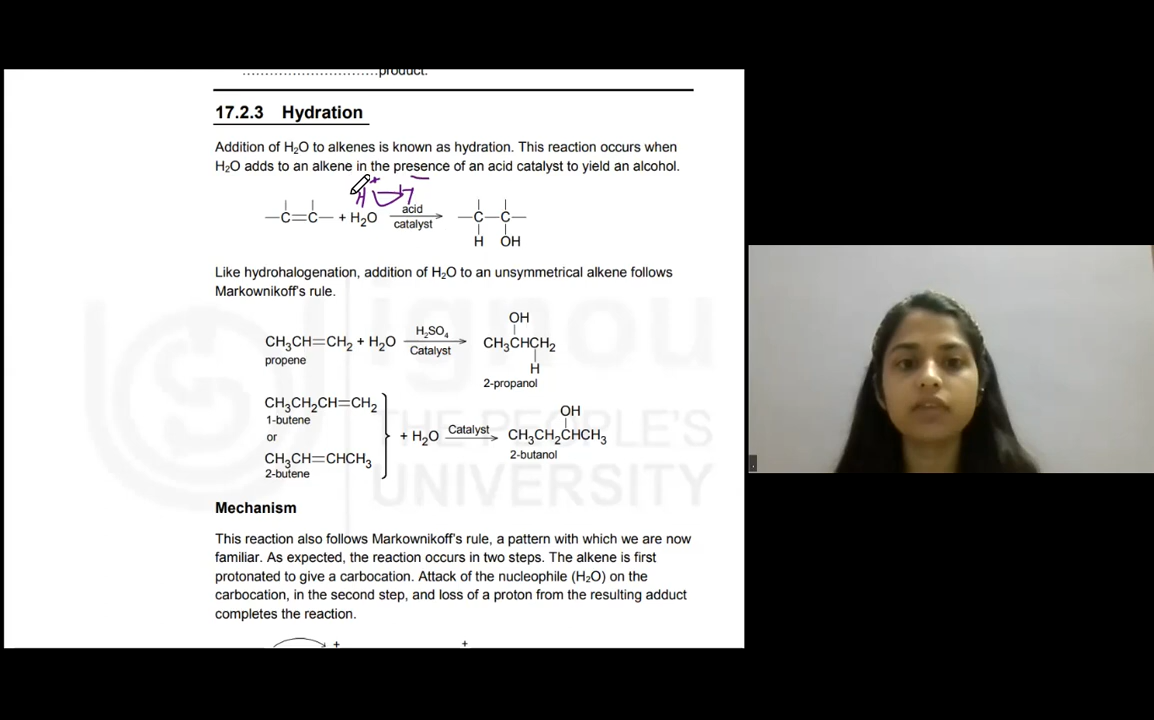 ..............................product.
17.2.3 Hydration
Addition of H₂O to alkenes is known as hydration. This reaction occurs when
H₂O adds to an alkene in the presence of an acid catalyst to yield an alcohol.
H +
—C=C— + H₂O acid catalyst —C—C—
H OH
Like hydrohalogenation, addition of H₂O to an unsymmetrical alkene follows
Markownikoff's rule.
OH
CH₃CH=CH₂ + H₂O H₂SO₄ Catalyst CH₃CHCH₂
propene
H
2-propanol
CH₃CH₂CH=CH₂
OH
1-butene
or
+ H₂O Catalyst CH₃CH₂CHCH₃
2-butanol
CH₃CH=CHCH₃
2-butene
ignou
THE PEOPLE'S
UNIVERSITY
Mechanism
This reaction also follows Markownikoff's rule, a pattern with which we are now
familiar. As expected, the reaction occurs in two steps. The alkene is first
protonated to give a carbocation. Attack of the nucleophile (H₂O) on the
carbocation, in the second step, and loss of a proton from the resulting adduct
completes the reaction.
+ +